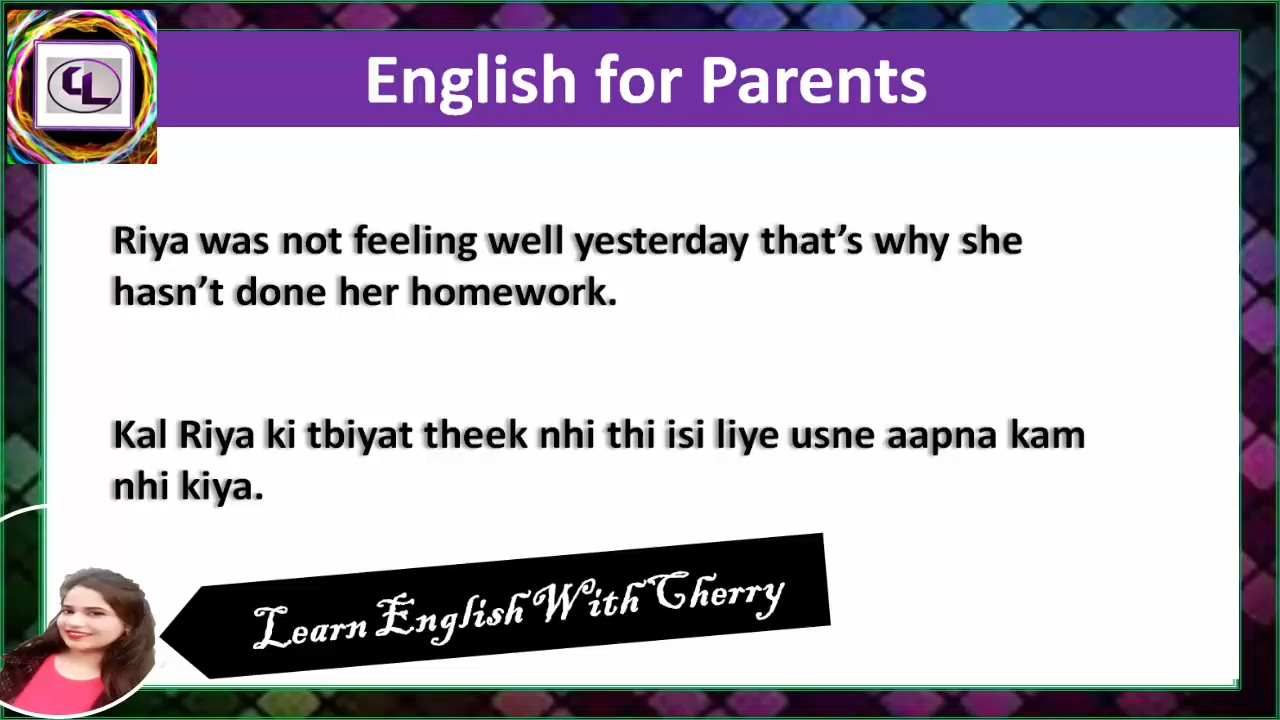 English for Parents
GL
Riya was not feeling well yesterday that’s why she
hasn’t done her homework.
Kal Riya ki tbiyat theek nhi thi isi liye usne aapna kam
nhi kiya.
Learn English With Cherry